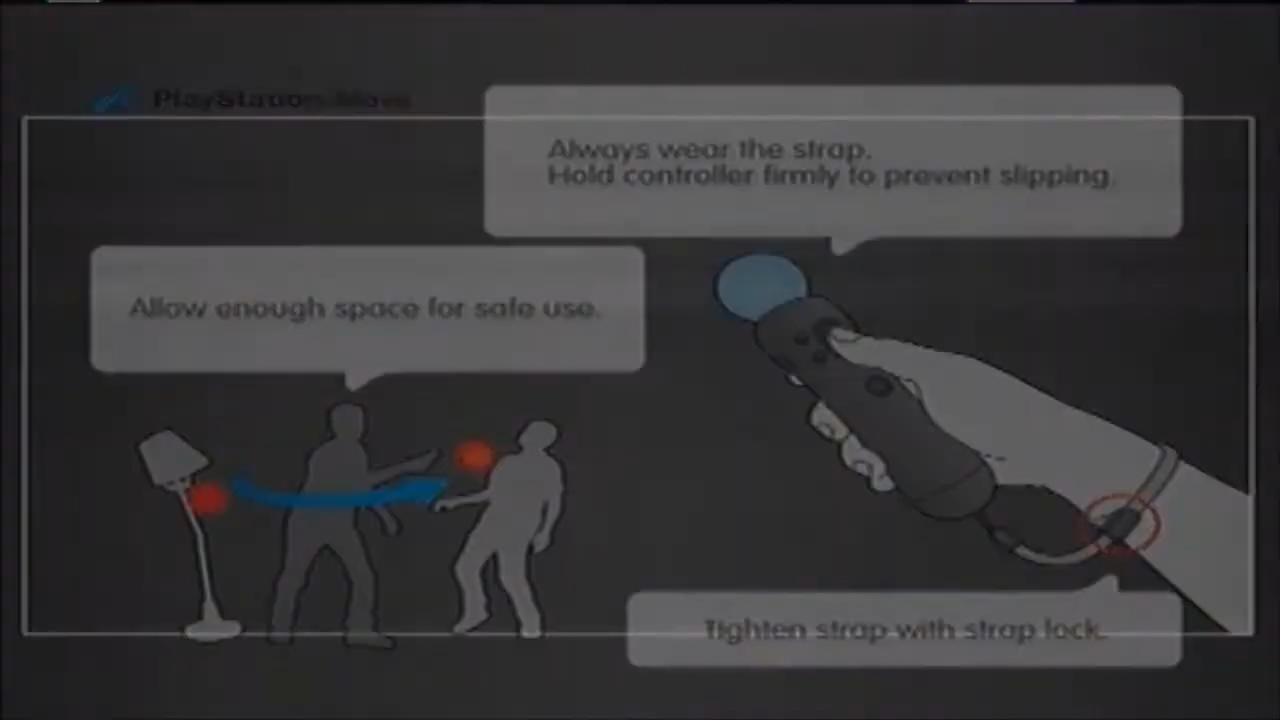 PlayStation Move
Always wear the strap.
Hold controller firmly to prevent slipping.
Allow enough space for safe use.
Tighten strap with strap lock.